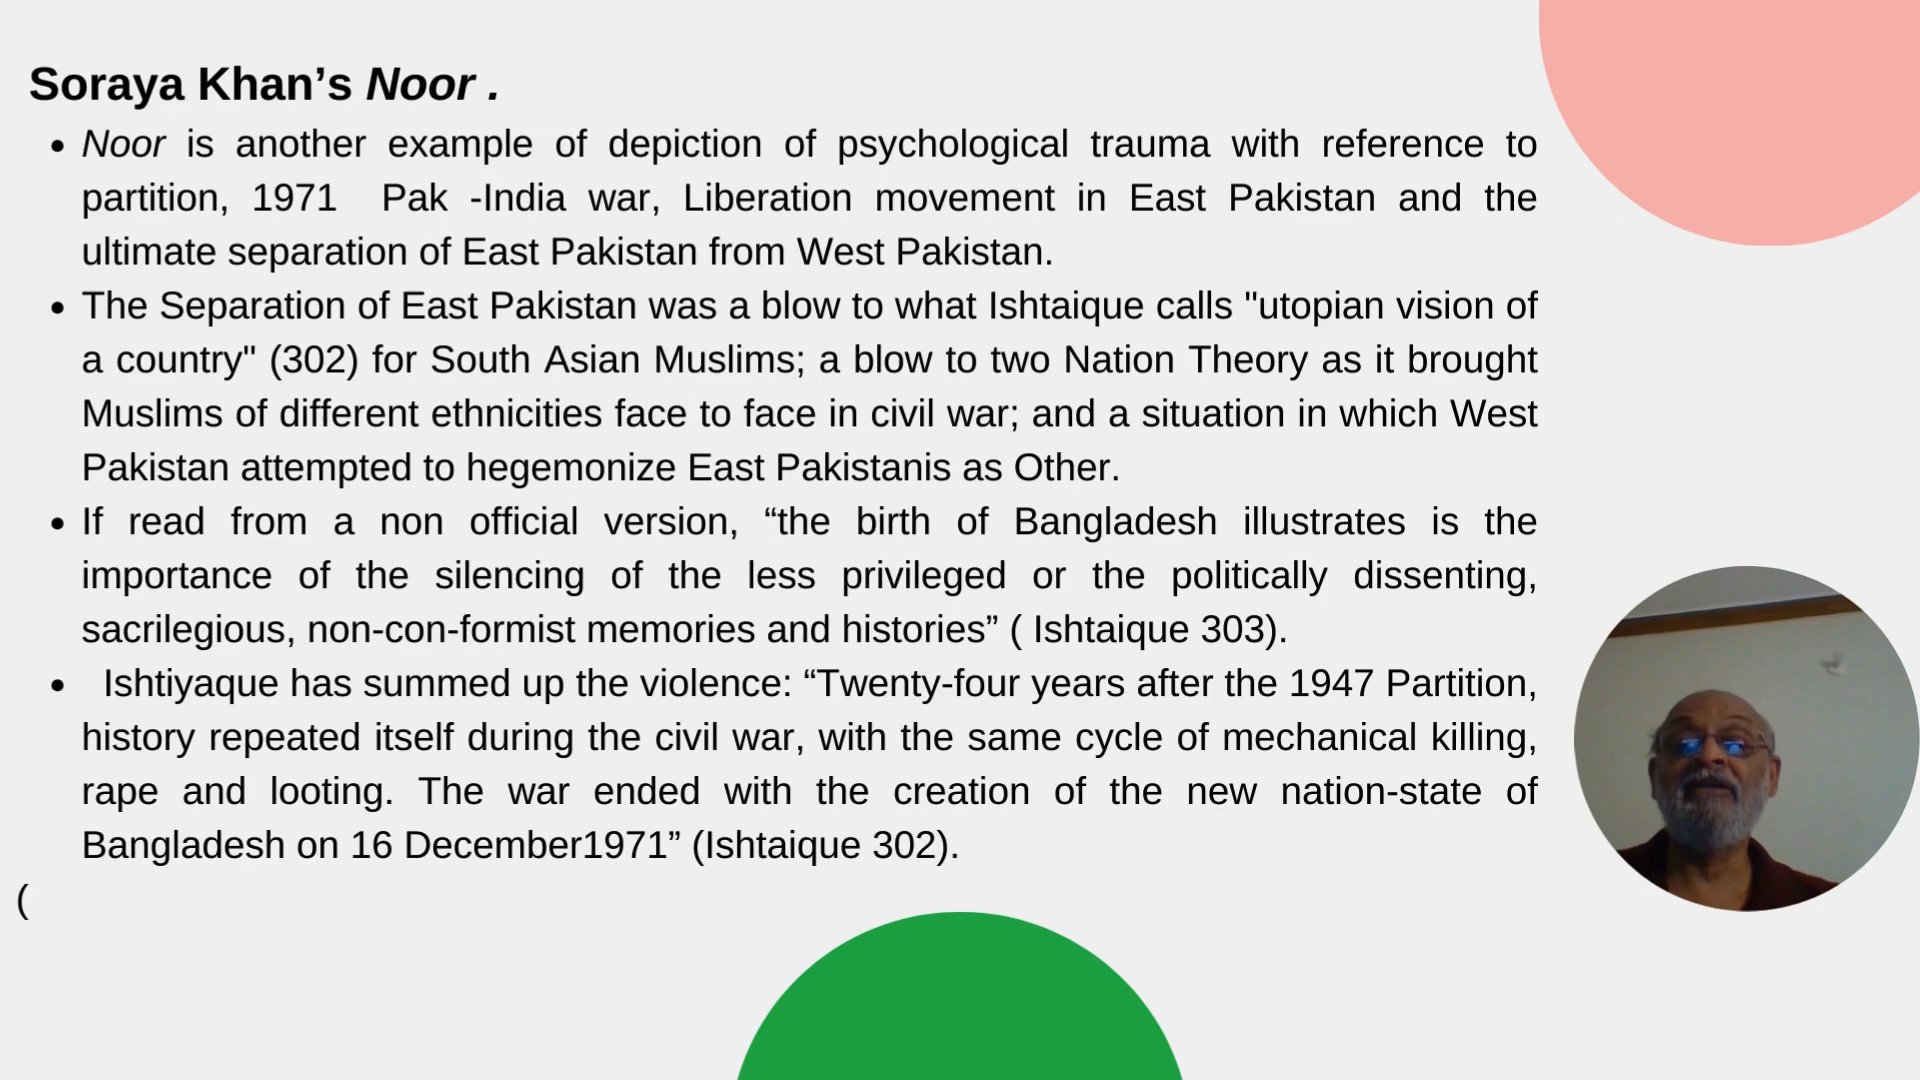 Soraya Khan’s Noor .
• Noor is another example of depiction of psychological trauma with reference to
partition, 1971 Pak -India war, Liberation movement in East Pakistan and the
ultimate separation of East Pakistan from West Pakistan.
• The Separation of East Pakistan was a blow to what Ishtaique calls "utopian vision of
a country" (302) for South Asian Muslims; a blow to two Nation Theory as it brought
Muslims of different ethnicities face to face in civil war; and a situation in which West
Pakistan attempted to hegemonize East Pakistanis as Other.
• If read from a non official version, “the birth of Bangladesh illustrates is the
importance of the silencing of the less privileged or the politically dissenting,
sacrilegious, non-con-formist memories and histories” ( Ishtaique 303).
• Ishtiyaque has summed up the violence: “Twenty-four years after the 1947 Partition,
history repeated itself during the civil war, with the same cycle of mechanical killing,
rape and looting. The war ended with the creation of the new nation-state of
Bangladesh on 16 December1971” (Ishtaique 302).
(